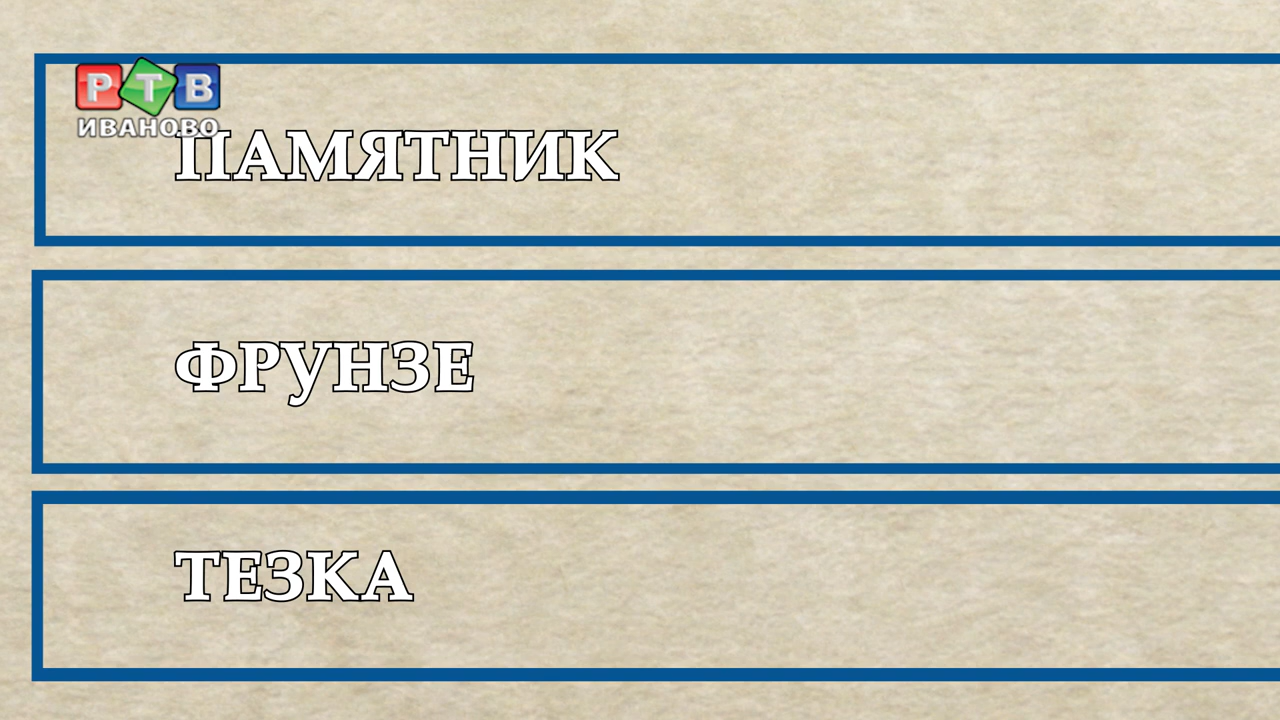 РТВ
ИВАНОВО
ПАМЯТНИК
ФРУНЗЕ
ТЕЗКА